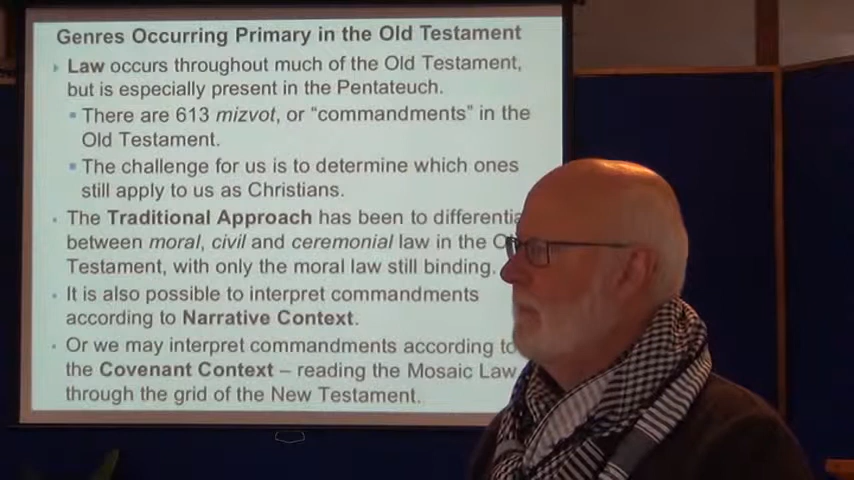 Genres Occurring Primary in the Old Testament
Law occurs throughout much of the Old Testament,
but is especially present in the Pentateuch.
There are 613 mizvot, or “commandments” in the
Old Testament.
The challenge for us is to determine which ones
still apply to us as Christians.
The Traditional Approach has been to
between moral, civil and ceremonial law in the
Testament, with only the moral law still binding.
It is also possible to interpret commandments
according to Narrative Context.
Or we may interpret commandments according to
the Covenant Context – reading the Mosaic Law
through the grid of the New Testament.